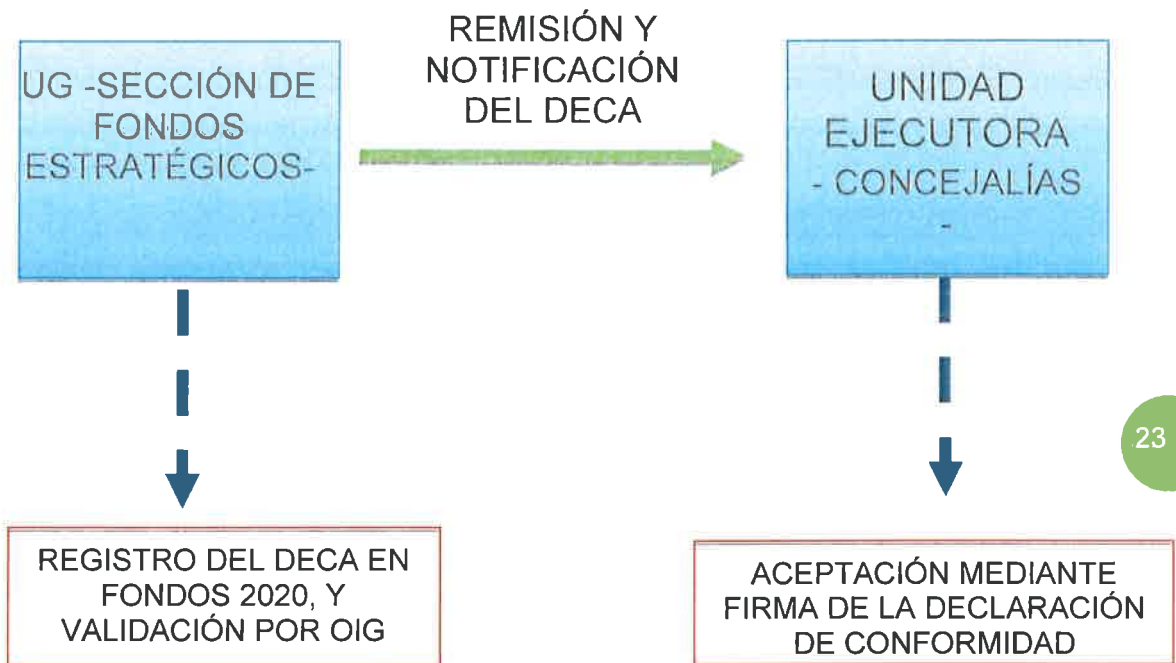 UG -SECCIÓN DE
FONDOS
ESTRATÉGICOS-
REMISIÓN Y
NOTIFICACIÓN
DEL DECA
UNIDAD
EJECUTORA
- CONCEJALÍAS
-
23
REGISTRO DEL DECA EN
FONDOS 2020, Y
VALIDACIÓN POR OIG
ACEPTACIÓN MEDIANTE
FIRMA DE LA DECLARACIÓN
DE CONFORMIDAD